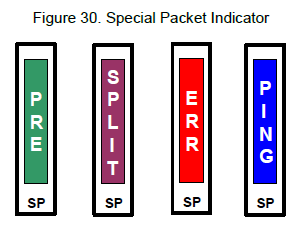 Figure 30. Special Packet Indicator
PRE
SPLIT
ERR
PING
SP
SP
SP
SP